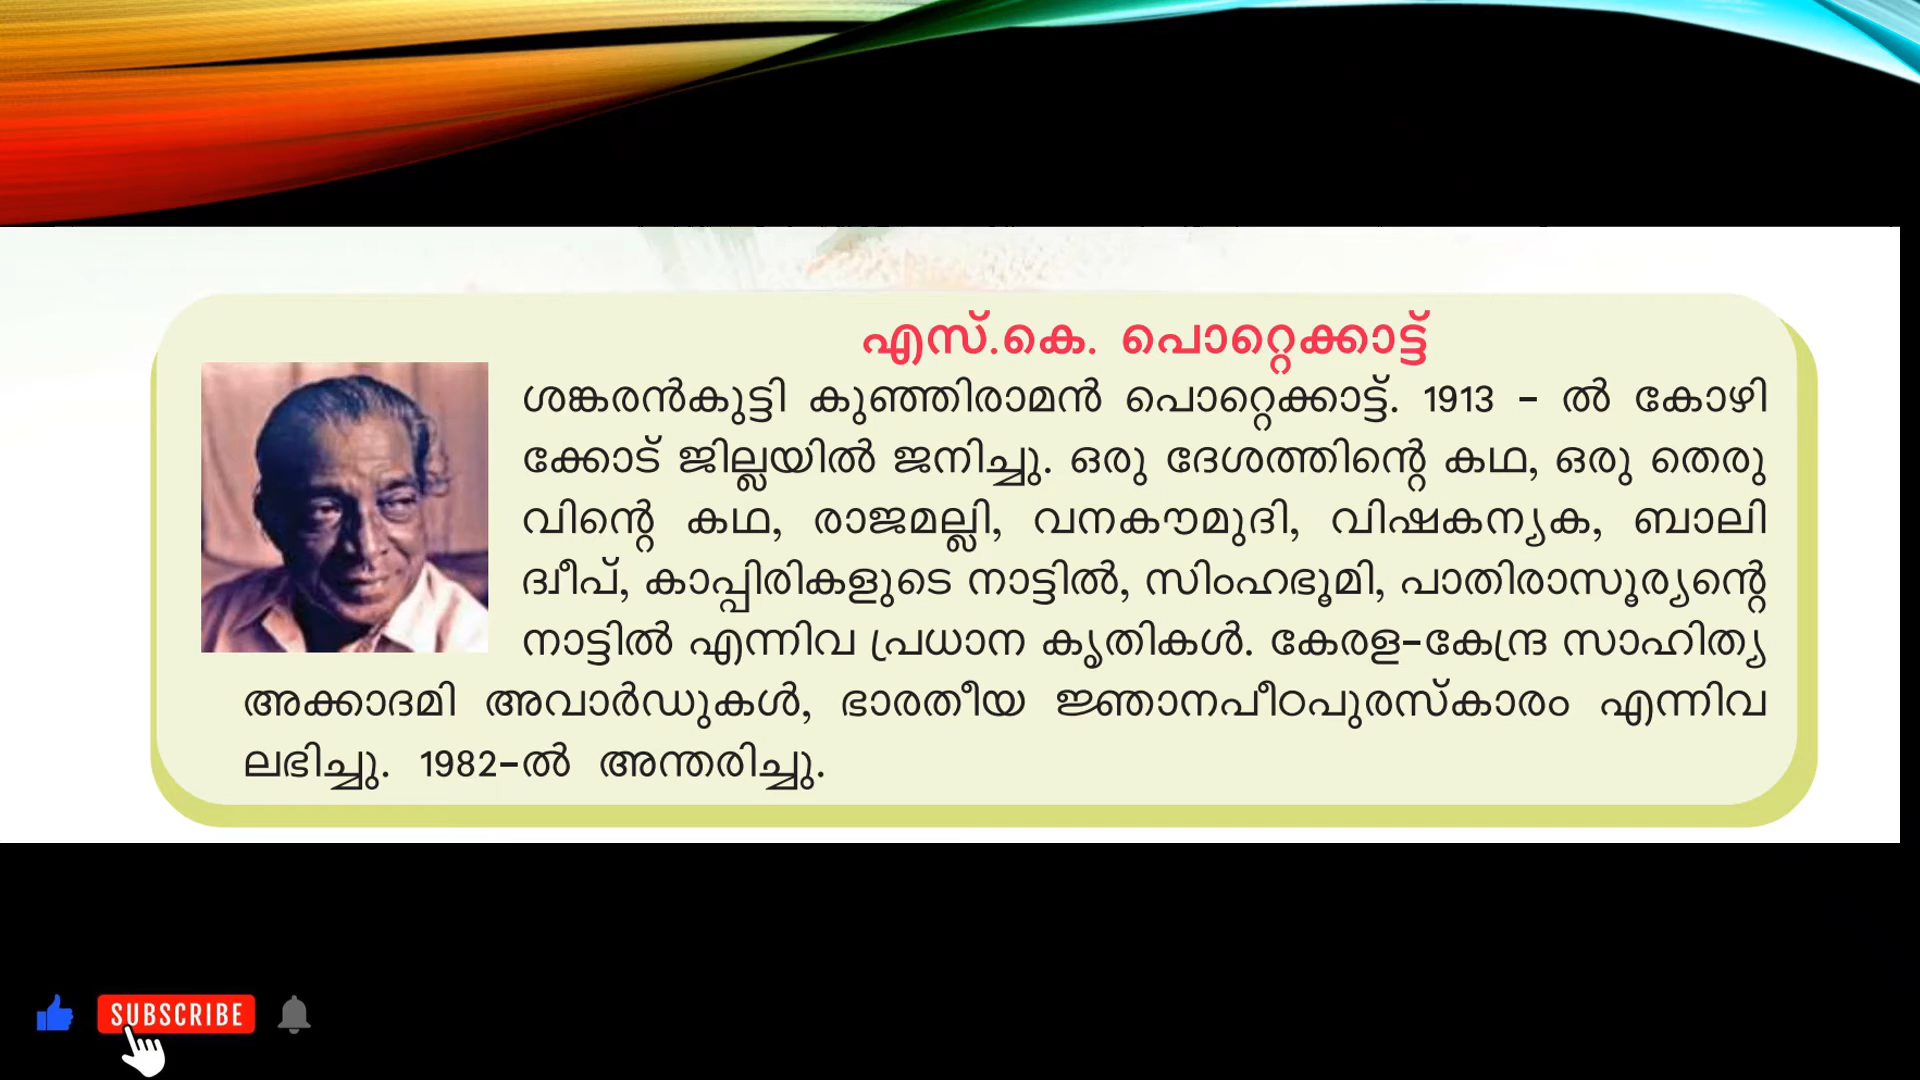 എസ്.കെ. പൊറ്റെക്കാട്ട്
ശങ്കരൻകുട്ടി കുഞ്ഞിരാമൻ പൊറ്റെക്കാട്ട്. 1913 - ൽ കോഴി
ക്കോട് ജില്ലയിൽ ജനിച്ചു. ഒരു ദേശത്തിന്റെ കഥ, ഒരു തെരു
വിന്റെ കഥ, രാജമല്ലി, വനകൗമുദി, വിഷകന്യക, ബാലി
ദ്വീപ്, കാപ്പിരികളുടെ നാട്ടിൽ, സിംഹഭൂമി, പാതിരാസൂര്യന്റെ
നാട്ടിൽ എന്നിവ പ്രധാന കൃതികൾ. കേരള-കേന്ദ്ര സാഹിത്യ
അക്കാദമി അവാർഡുകൾ, ഭാരതീയ ജ്ഞാനപീഠപുരസ്കാരം എന്നിവ
ലഭിച്ചു. 1982-ൽ അന്തരിച്ചു.
SUBSCRIBE